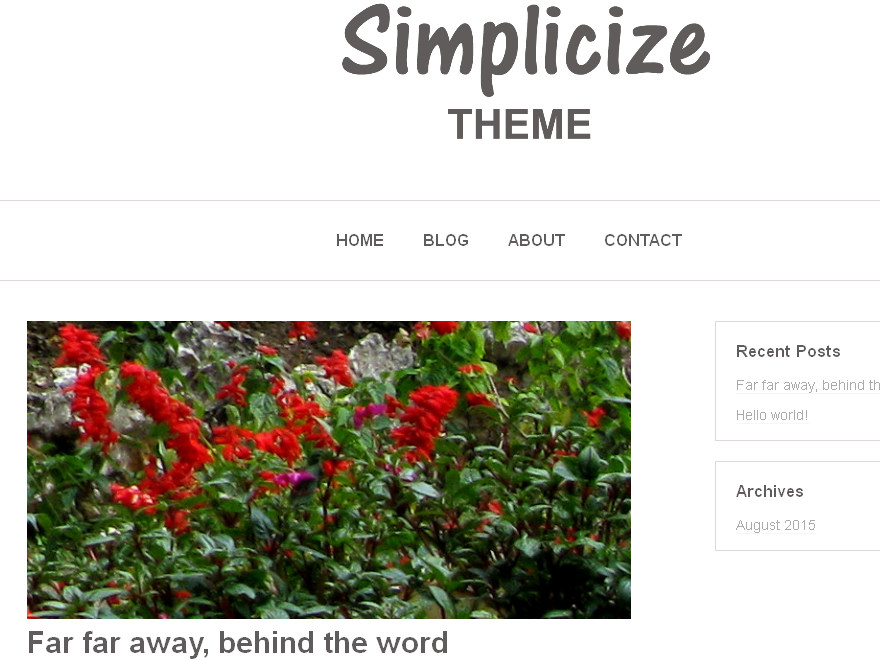 Simplicize
THEME
HOME BLOG ABOUT CONTACT
Far far away, behind the word
Recent Posts
Far far away, behind th
Hello world!
Archives
August 2015